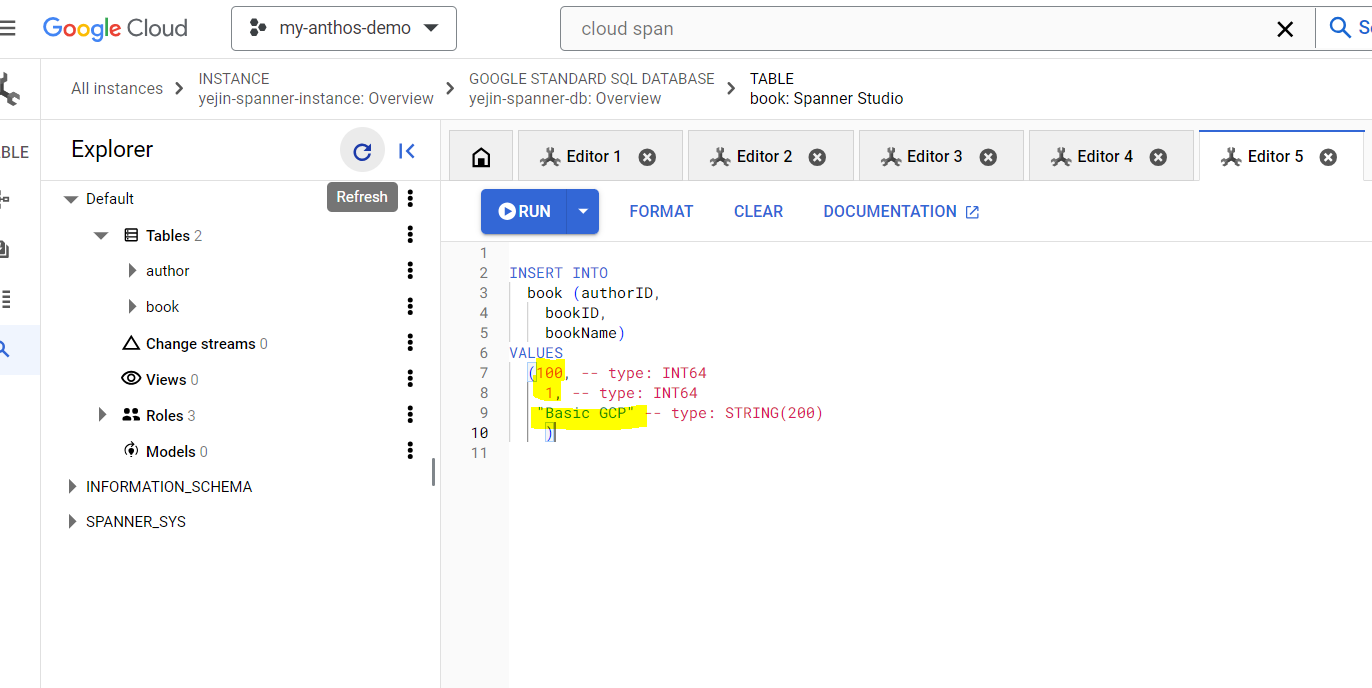 Google Cloud
my-anthos-demo
cloud span
All instances
INSTANCE
yejin-spanner-instance: Overview
GOOGLE STANDARD SQL DATABASE
yejin-spanner-db: Overview
TABLE
book: Spanner Studio
BLE
Explorer
Refresh
Default
Tables 2
author
book
Change streams 0
Views 0
Roles 3
Models 0
INFORMATION_SCHEMA
SPANNER_SYS
Editor 1
Editor 2
Editor 3
Editor 4
Editor 5
RUN
FORMAT
CLEAR
DOCUMENTATION
1
2 INSERT INTO
3 book (authorID,
4 bookID,
5 bookName)
6 VALUES
7 (100, -- type: INT64
8 1, -- type: INT64
9 "Basic GCP" -- type: STRING(200)
10 )
11